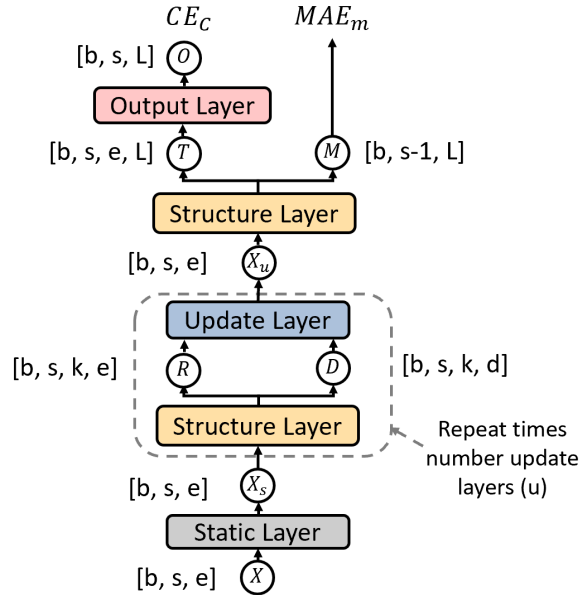 CE_C MAE_m
[b, s, L] O
Output Layer
[b, s, e, L] T M [b, s-1, L]
Structure Layer
[b, s, e] X_u
Update Layer
[b, s, k, e] R D [b, s, k, d]
Structure Layer
Repeat times
number update
layers (u)
[b, s, e] X_s
Static Layer
[b, s, e] X